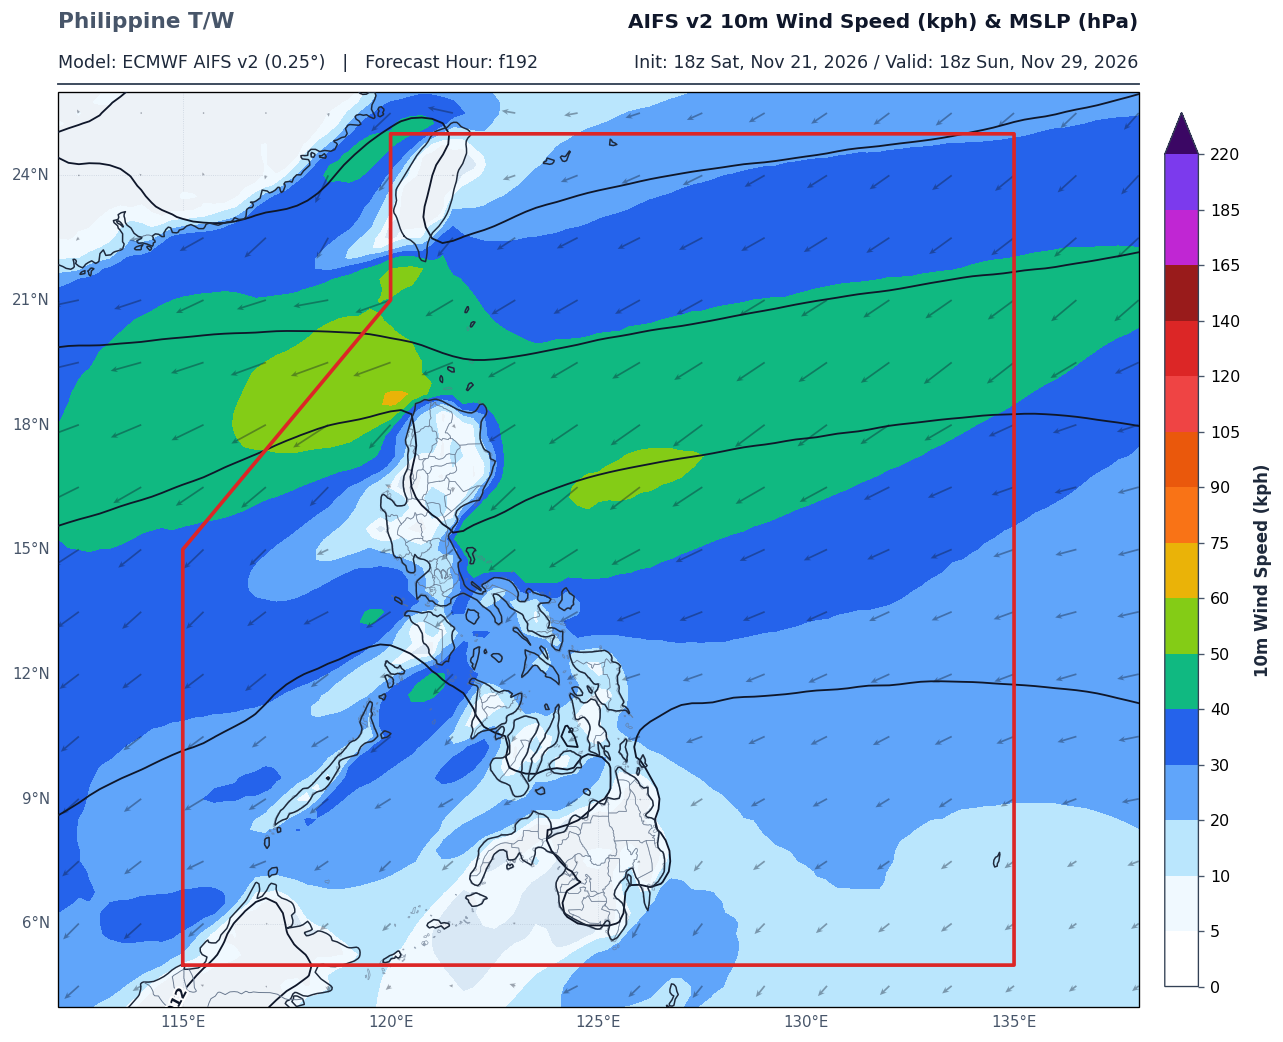 Philippine T/W
AIFS v2 10m Wind Speed (kph) & MSLP (hPa)
Model: ECMWF AIFS v2 (0.25°) | Forecast Hour: f192
Init: 18z Sat, Nov 21, 2026 / Valid: 18z Sun, Nov 29, 2026
24°N
21°N
18°N
15°N
12°N
9°N
6°N
115°E
120°E
125°E
130°E
135°E
220
185
165
140
120
105
90
75
60
50
40
30
20
10
5
0
10m Wind Speed (kph)